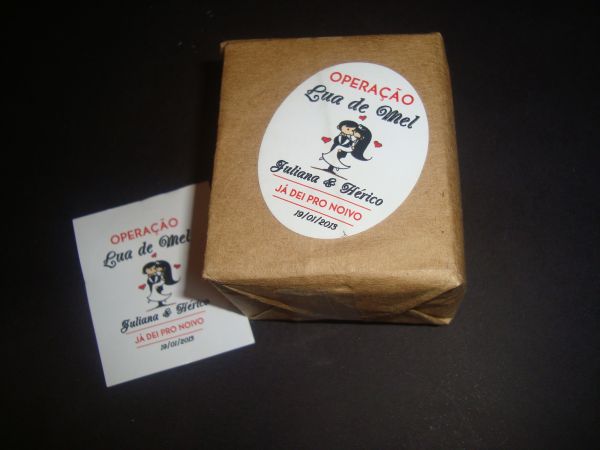 OPERAÇÃO
Lua de Mel
Juliana & Hérico
JÁ DEI PRO NOIVO
19/01/2013
OPERAÇÃO
Lua de Mel
Juliana & Hérico
JÁ DEI PRO NOIVO
19/01/2013